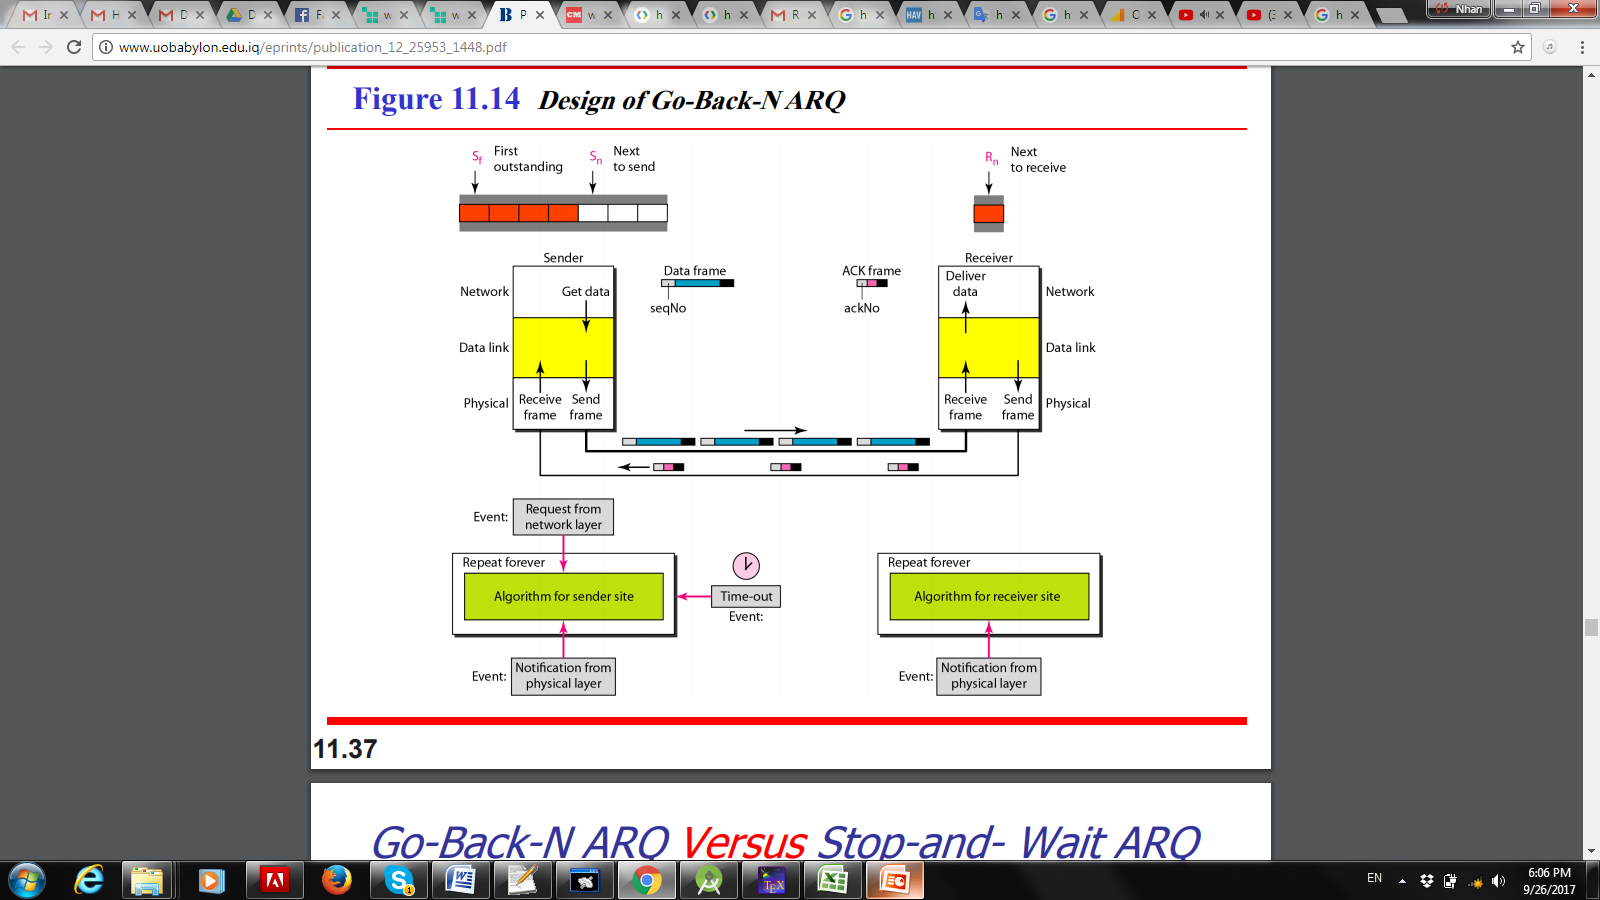 In
H
D
D
Fa
w
w
P
w
h
h
R
h
h
h
h
C
(3
h
Nhan
www.uobabylon.edu.iq/eprints/publication_12_25953_1448.pdf
Figure 11.14 Design of Go-Back-N ARQ
Sf First outstanding
Sn Next to send
Rn Next to receive
Sender
Receiver
Data frame
seqNo
ACK frame
ackNo
Network
Get data
Deliver data
Network
Data link
Data link
Physical
Receive frame
Send frame
Receive frame
Send frame
Physical
Event:
Request from network layer
Repeat forever
Algorithm for sender site
Time-out
Event:
Repeat forever
Algorithm for receiver site
Event:
Notification from physical layer
Event:
Notification from physical layer
11.37
Go-Back-N ARQ Versus Stop-and- Wait ARQ
EN
6:06 PM
9/26/2017